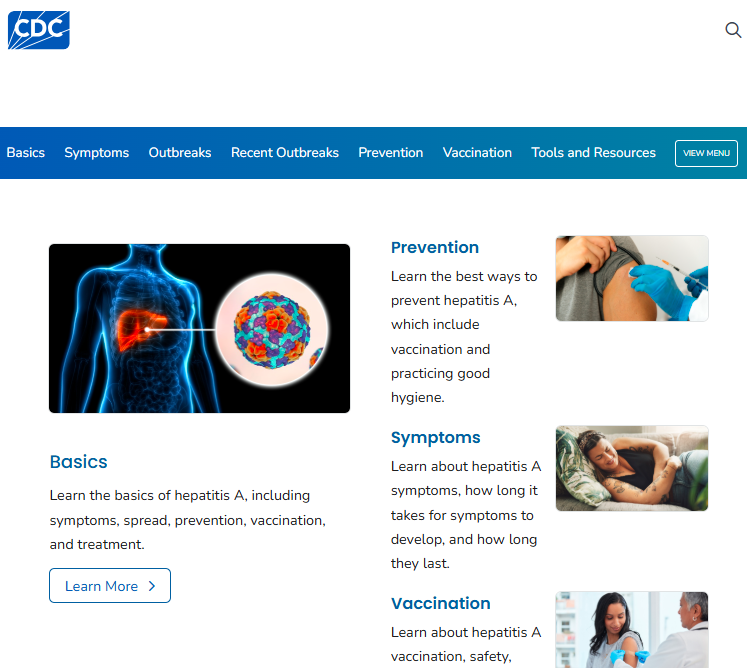 CDC
Basics Symptoms Outbreaks Recent Outbreaks Prevention Vaccination Tools and Resources VIEW MENU
Basics
Learn the basics of hepatitis A, including
symptoms, spread, prevention, vaccination,
and treatment.
Learn More
Prevention
Learn the best ways to
prevent hepatitis A,
which include
vaccination and
practicing good
hygiene.
Symptoms
Learn about hepatitis A
symptoms, how long it
takes for symptoms to
develop, and how long
they last.
Vaccination
Learn about hepatitis A
vaccination, safety,